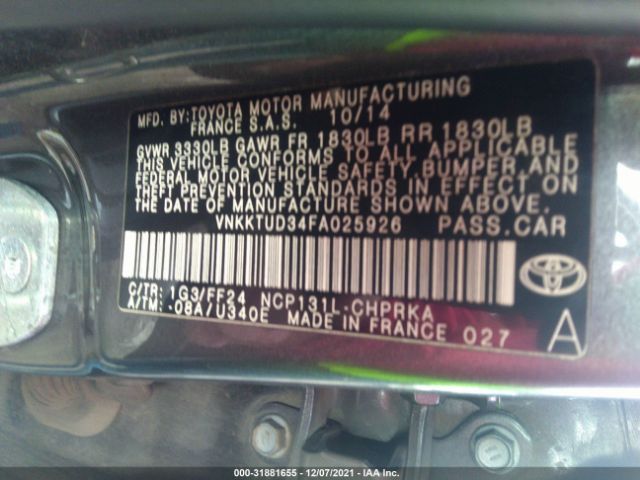 MFD. BY:TOYOTA MOTOR MANUFACTURING
FRANCE S.A.S. 10/14
GVWR 3330LB GAWR FR 1830LB RR 1830LB
THIS VEHICLE CONFORMS TO ALL APPLICABLE
FEDERAL MOTOR VEHICLE SAFETY,BUMPER,AND
THEFT PREVENTION STANDARDS IN EFFECT ON
THE DATE OF MANUFACTURE SHOWN ABOVE.
VNKKTUD34FA025926 PASS.CAR
C/TR: 1G3/FF24 NCP131L-CHPRKA
A/TM: -08A/U340E MADE IN FRANCE 027
A
000-31881655 - 12/07/2021 - IAA Inc.